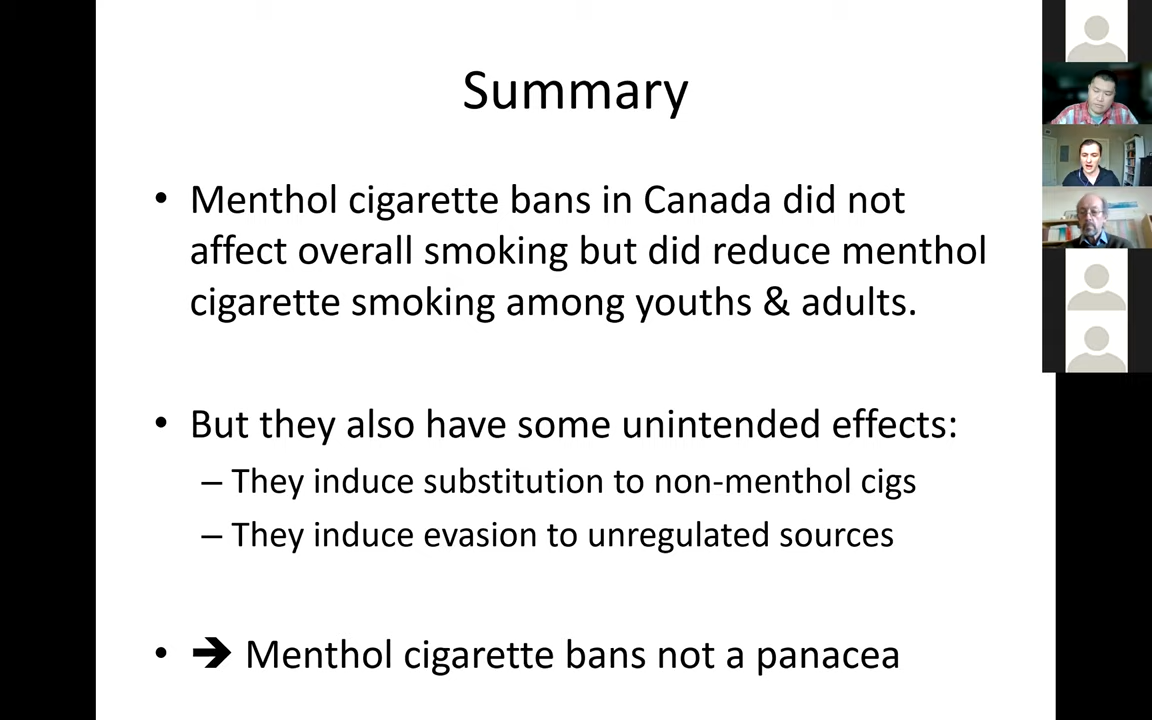 Summary
• Menthol cigarette bans in Canada did not
affect overall smoking but did reduce menthol
cigarette smoking among youths & adults.
• But they also have some unintended effects:
– They induce substitution to non-menthol cigs
– They induce evasion to unregulated sources
• ➔ Menthol cigarette bans not a panacea